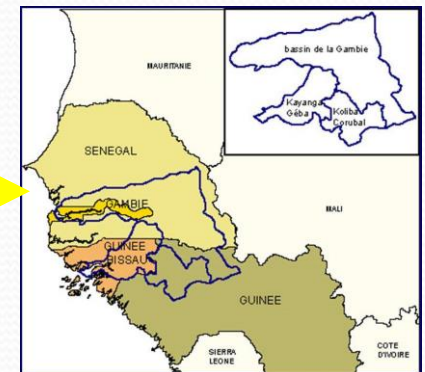 MAURITANIE
bassin de la Gambie
Kayanga
Géba
Koliba
Corubal
SENEGAL
GAMBIE
MALI
GUINEE
BISSAU
GUINEE
SIERRA
LEONE
COTE
D'IVOIRE